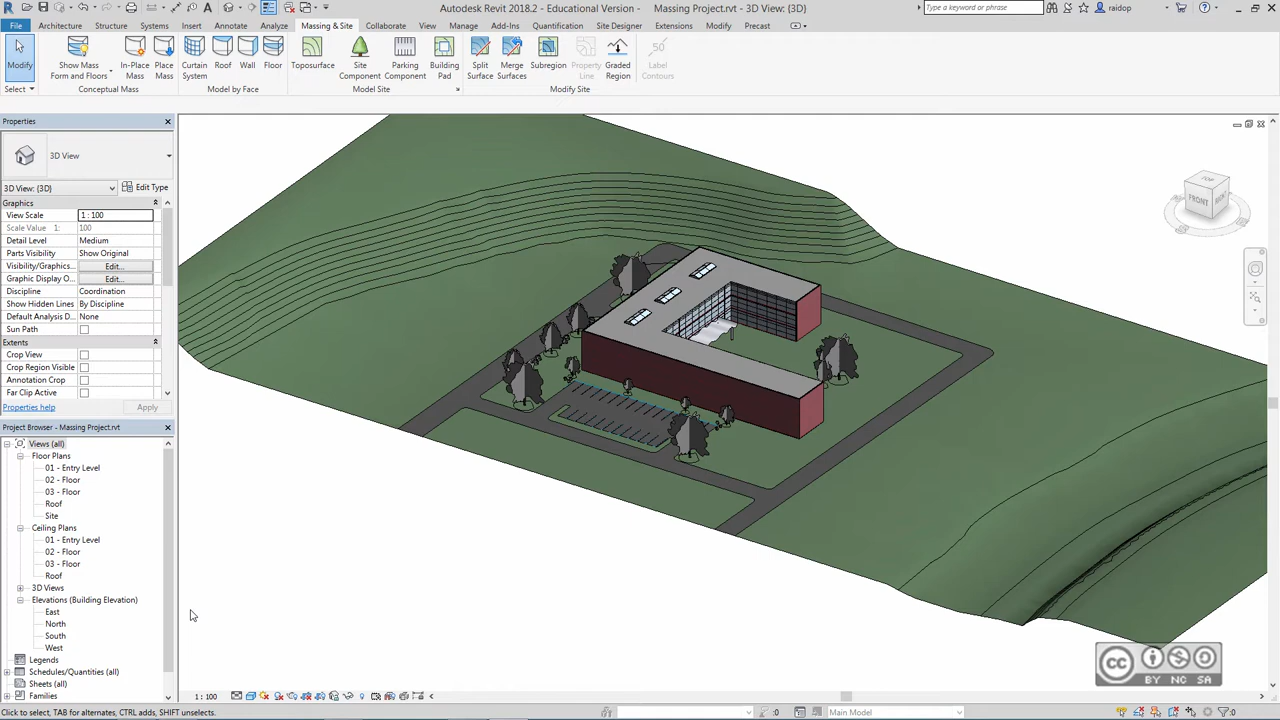 Autodesk Revit 2018.2 - Educational Version -     Massing Project.rvt - 3D View: {3D}
Type a keyword or phrase
raidop
File
Architecture
Structure
Systems
Insert
Annotate
Analyze
Massing & Site
Collaborate
View
Manage
Add-Ins
Quantification
Site Designer
Extensions
Modify
Precast
Modify
Show Mass
Form and Floors
In-Place
Mass
Place
Mass
Curtain
System
Roof
Wall
Floor
Toposurface
Site
Component
Parking
Component
Building
Pad
Split
Surface
Merge
Surfaces
Subregion
Property
Line
Graded
Region
50
Label
Contours
Select
Conceptual Mass
Model by Face
Model Site
Modify Site
Properties
3D View
3D View: {3D}
Edit Type
Graphics
View Scale 1 : 100
Scale Value 1: 100
Detail Level Medium
Parts Visibility Show Original
Visibility/Graphics... Edit...
Graphic Display O... Edit...
Discipline Coordination
Show Hidden Lines By Discipline
Default Analysis D... None
Sun Path
Extents
Crop View
Crop Region Visible
Annotation Crop
Far Clip Active
Properties help
Apply
Project Browser - Massing Project.rvt
Views (all)
Floor Plans
01 - Entry Level
02 - Floor
03 - Floor
Roof
Site
Ceiling Plans
01 - Entry Level
02 - Floor
03 - Floor
Roof
3D Views
Elevations (Building Elevation)
East
North
South
West
Legends
Schedules/Quantities (all)
Sheets (all)
Families
TOP
FRONT
cc
BY NC SA
1 : 100
Click to select, TAB for alternates, CTRL adds, SHIFT unselects.
:0
Main Model
:0